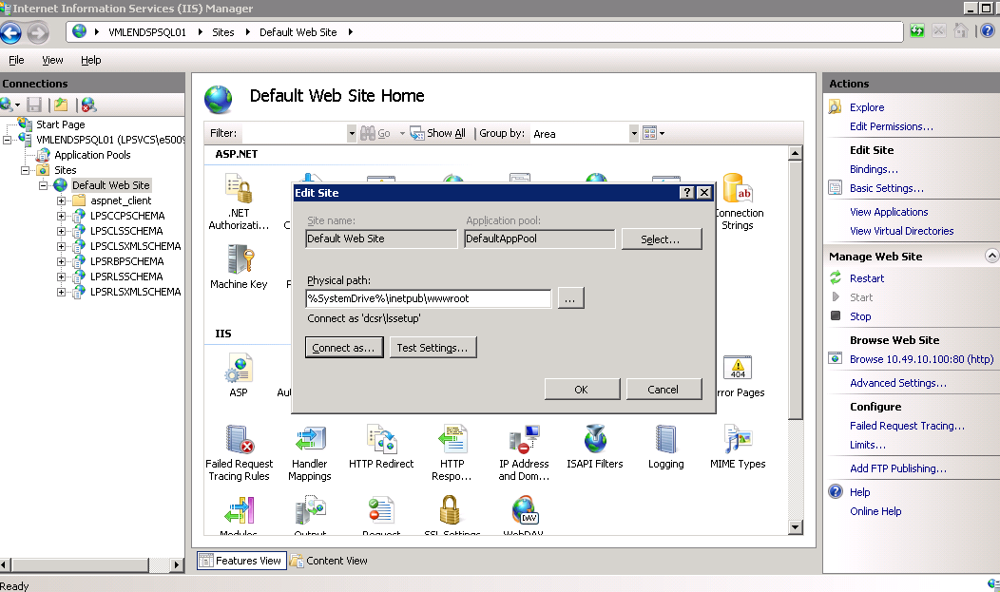 Internet Information Services (IIS) Manager
VMLENDSPSQL01 Sites Default Web Site
File View Help
Connections
Start Page
VMLENDSPSQL01 (LPSVCS\e5009
Application Pools
Sites
Default Web Site
aspnet_client
LPSCCPSCHEMA
LPSCLSSCHEMA
LPSCLSXMLSCHEMA
LPSRBPSCHEMA
LPSRLSSCHEMA
LPSRLSXMLSCHEMA
Default Web Site Home
Filter: Go Show All Group by: Area
ASP.NET
.NET
Authorizati...
Connection
Strings
Machine Key
IIS
ASP
Error Pages
404
Failed Request
Tracing Rules
Handler
Mappings
HTTP Redirect
HTTP
Respo...
IP Address
and Dom...
ISAPI Filters
Logging
MIME Types
Modules
Output
Request
SSL Settings
WebDAV
DAV
ab
Edit Site
Site name:
Application pool:
Default Web Site
DefaultAppPool
Select...
Physical path:
%SystemDrive%\inetpub\wwwroot
...
Connect as 'dcsr\lssetup'
Connect as...
Test Settings...
OK
Cancel
Features View
Content View
Actions
Explore
Edit Permissions...
Edit Site
Bindings...
Basic Settings...
View Applications
View Virtual Directories
Manage Web Site
Restart
Start
Stop
Browse Web Site
Browse 10.49.10.100:80 (http)
Advanced Settings...
Configure
Failed Request Tracing...
Limits...
Add FTP Publishing...
Help
Online Help
Ready